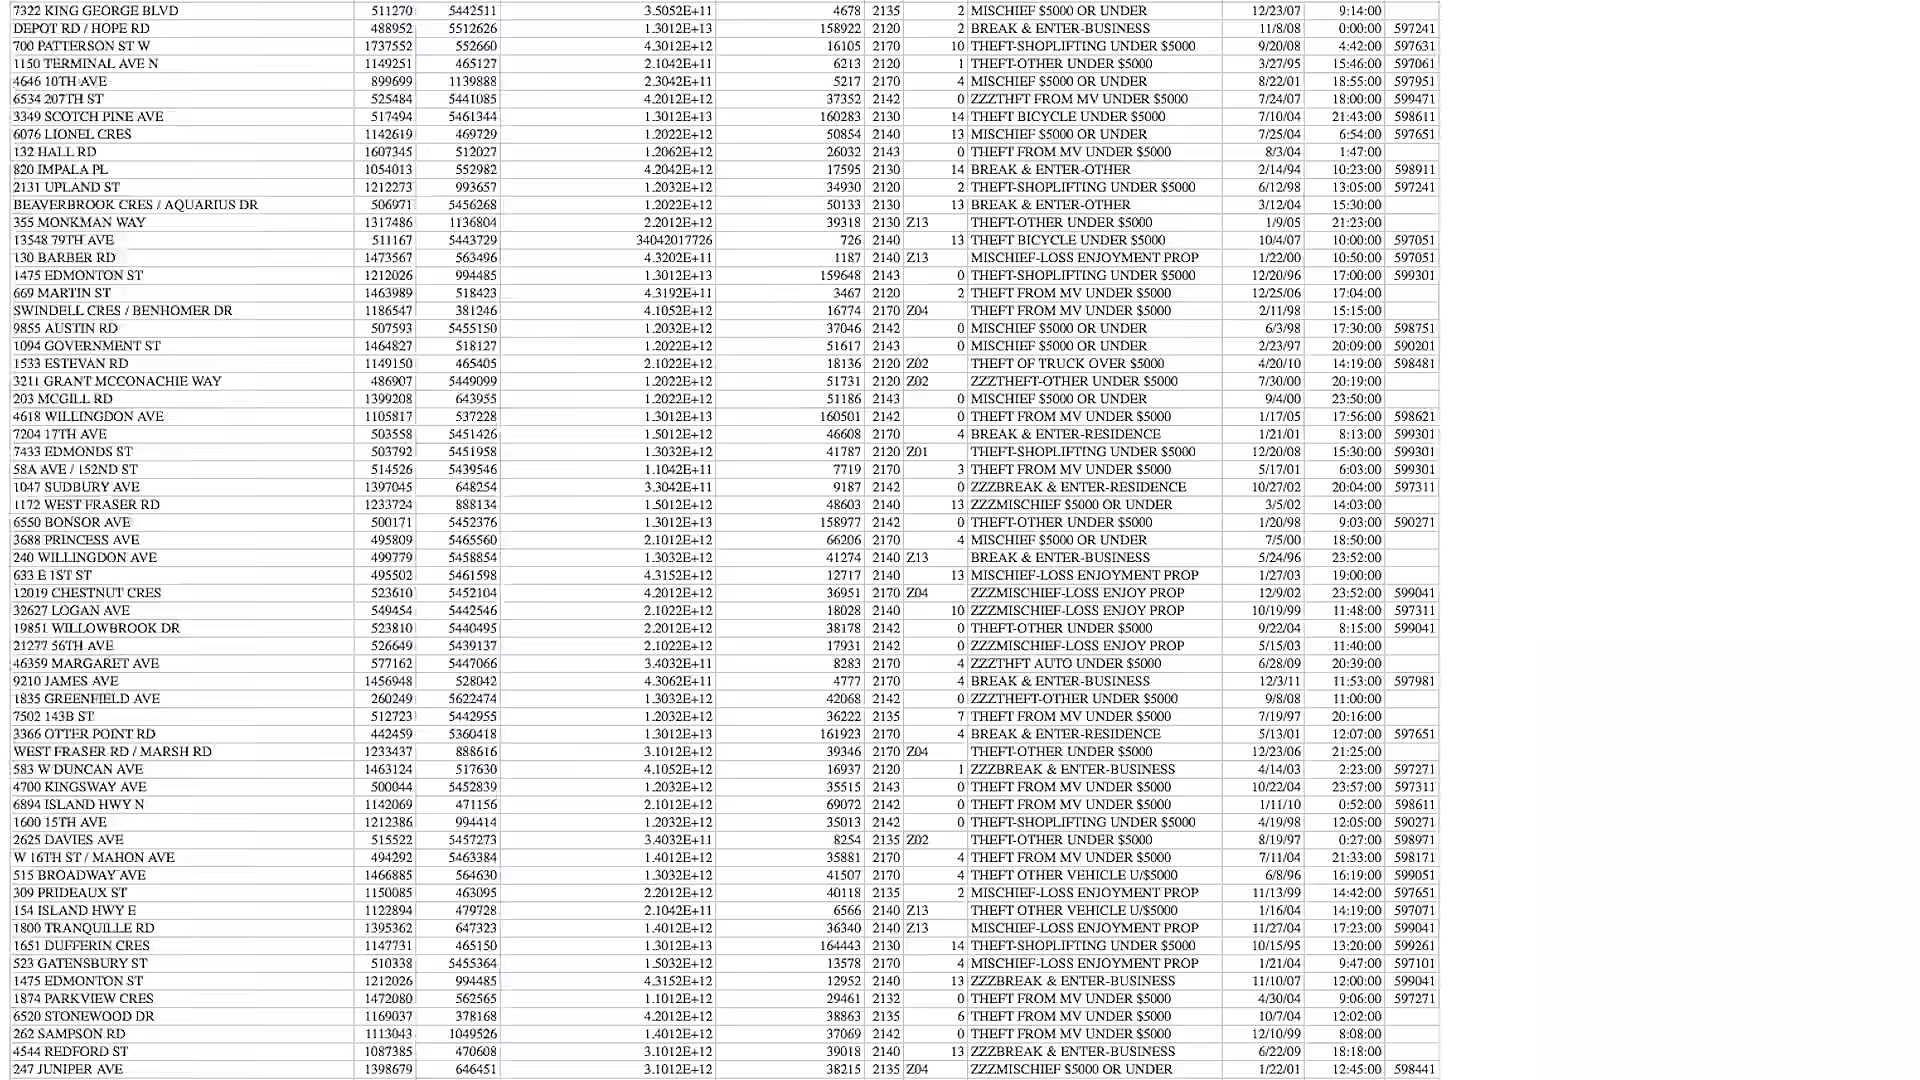 7322 KING GEORGE BLVD 511270 5442511 3.5052E+11 4678 2135 2 MISCHIEF $5000 OR UNDER 12/23/07 9:14:00
DEPOT RD / HOPE RD 488952 5512626 1.3012E+13 158922 2120 2 BREAK & ENTER-BUSINESS 11/8/08 0:00:00 597241
700 PATTERSON ST W 1737552 552660 4.3012E+12 16105 2170 10 THEFT-SHOPLIFTING UNDER $5000 9/20/08 4:42:00 597631
1150 TERMINAL AVE N 1149251 465127 2.1042E+11 6213 2120 1 THEFT-OTHER UNDER $5000 3/27/95 15:46:00 597061
4646 10TH AVE 899699 1139888 2.3042E+11 5217 2170 4 MISCHIEF $5000 OR UNDER 8/22/01 18:55:00 597951
6534 207TH ST 525484 5441085 4.2012E+12 37352 2142 0 ZZZTHFT FROM MV UNDER $5000 7/24/07 18:00:00 599471
3349 SCOTCH PINE AVE 517494 5461344 1.3012E+13 160283 2130 14 THEFT BICYCLE UNDER $5000 7/10/04 21:43:00 598611
6076 LIONEL CRES 1142619 469729 1.2022E+12 50854 2140 13 MISCHIEF $5000 OR UNDER 7/25/04 6:54:00 597651
132 HALL RD 1607345 512027 1.2062E+12 26032 2143 0 THEFT FROM MV UNDER $5000 8/3/04 1:47:00
820 IMPALA PL 1054013 552982 4.2042E+12 17595 2130 14 BREAK & ENTER-OTHER 2/14/94 10:23:00 598911
2131 UPLAND ST 1212273 993657 1.2032E+12 34930 2120 2 THEFT-SHOPLIFTING UNDER $5000 6/12/98 13:05:00 597241
BEAVERBROOK CRES / AQUARIUS DR 506971 5456268 1.2022E+12 50133 2130 13 BREAK & ENTER-OTHER 3/12/04 15:30:00
355 MONKMAN WAY 1317486 1136804 2.2012E+12 39318 2130 Z13 THEFT-OTHER UNDER $5000 1/9/05 21:23:00
13548 79TH AVE 511167 5443729 34042017726 726 2140 13 THEFT BICYCLE UNDER $5000 10/4/07 10:00:00 597051
130 BARBER RD 1473567 563496 4.3202E+11 1187 2140 Z13 MISCHIEF-LOSS ENJOYMENT PROP 1/22/00 10:50:00 597051
1475 EDMONTON ST 1212026 994485 1.3012E+13 159648 2143 0 THEFT-SHOPLIFTING UNDER $5000 12/20/96 17:00:00 599301
669 MARTIN ST 1463989 518423 4.3192E+11 3467 2120 2 THEFT FROM MV UNDER $5000 12/25/06 17:04:00
SWINDELL CRES / BENHOMER DR 1186547 381246 4.1052E+12 16774 2170 Z04 THEFT FROM MV UNDER $5000 2/11/98 15:15:00
9855 AUSTIN RD 507593 5455150 1.2032E+12 37046 2142 0 MISCHIEF $5000 OR UNDER 6/3/98 17:30:00 598751
1094 GOVERNMENT ST 1464827 518127 1.2022E+12 51617 2143 0 MISCHIEF $5000 OR UNDER 2/23/97 20:09:00 590201
1533 ESTEVAN RD 1149150 465405 2.1022E+12 18136 2120 Z02 THEFT OF TRUCK OVER $5000 4/20/10 14:19:00 598481
3211 GRANT MCCONACHIE WAY 486907 5449099 1.2022E+12 51731 2120 Z02 ZZZTHEFT-OTHER UNDER $5000 7/30/00 20:19:00
203 MCGILL RD 1399208 643955 1.2022E+12 51186 2143 0 MISCHIEF $5000 OR UNDER 9/4/00 23:50:00
4618 WILLINGDON AVE 1105817 537228 1.3012E+13 160501 2142 0 THEFT FROM MV UNDER $5000 1/17/05 17:56:00 598621
7204 17TH AVE 503558 5451426 1.5012E+12 46608 2170 4 BREAK & ENTER-RESIDENCE 1/21/01 8:13:00 599301
7433 EDMONDS ST 503792 5451958 1.3032E+12 41787 2120 Z01 THEFT-SHOPLIFTING UNDER $5000 12/20/08 15:30:00 599301
58A AVE / 152ND ST 514526 5439546 1.1042E+11 7719 2170 3 THEFT FROM MV UNDER $5000 5/17/01 6:03:00 599301
1047 SUDBURY AVE 1397045 648254 3.3042E+11 9187 2142 0 ZZZBREAK & ENTER-RESIDENCE 10/27/02 20:04:00 597311
1172 WEST FRASER RD 1233724 888134 1.5012E+12 48603 2140 13 ZZZMISCHIEF $5000 OR UNDER 3/5/02 14:03:00
6550 BONSOR AVE 500171 5452376 1.3012E+13 158977 2142 0 THEFT-OTHER UNDER $5000 1/20/98 9:03:00 590271
3688 PRINCESS AVE 495809 5465560 2.1012E+12 66206 2170 4 MISCHIEF $5000 OR UNDER 7/5/00 18:50:00
240 WILLINGDON AVE 499779 5458854 1.3032E+12 41274 2140 Z13 BREAK & ENTER-BUSINESS 5/24/96 23:52:00
633 E 1ST ST 495502 5461598 4.3152E+12 12717 2140 13 MISCHIEF-LOSS ENJOYMENT PROP 1/27/03 19:00:00
12019 CHESTNUT CRES 523610 5452104 4.2012E+12 36951 2170 Z04 ZZZMISCHIEF-LOSS ENJOY PROP 12/9/02 23:52:00 599041
32627 LOGAN AVE 549454 5442546 2.1022E+12 18028 2140 10 ZZZMISCHIEF-LOSS ENJOY PROP 10/19/99 11:48:00 597311
19851 WILLOWBROOK DR 523810 5440495 2.2012E+12 38178 2142 0 THEFT-OTHER UNDER $5000 9/22/04 8:15:00 599041
21277 56TH AVE 526649 5439137 2.1022E+12 17931 2142 0 ZZZMISCHIEF-LOSS ENJOY PROP 5/15/03 11:40:00
46359 MARGARET AVE 577162 5447066 3.4032E+11 8283 2170 4 ZZZTHFT AUTO UNDER $5000 6/28/09 20:39:00
9210 JAMES AVE 1456948 528042 4.3062E+11 4777 2170 4 BREAK & ENTER-BUSINESS 12/3/11 11:53:00 597981
1835 GREENFIELD AVE 260249 5622474 1.3032E+12 42068 2142 0 ZZZTHEFT-OTHER UNDER $5000 9/8/08 11:00:00
7502 143B ST 512723 5442955 1.2032E+12 36222 2135 7 THEFT FROM MV UNDER $5000 7/19/97 20:16:00
3366 OTTER POINT RD 442459 5360418 1.3012E+13 161923 2170 4 BREAK & ENTER-RESIDENCE 5/13/01 12:07:00 597651
WEST FRASER RD / MARSH RD 1233437 888616 3.1012E+12 39346 2170 Z04 THEFT-OTHER UNDER $5000 12/23/06 21:25:00
583 W DUNCAN AVE 1463124 517630 4.1052E+12 16937 2120 1 ZZZBREAK & ENTER-BUSINESS 4/14/03 2:23:00 597271
4700 KINGSWAY AVE 500044 5452839 1.2032E+12 35515 2143 0 THEFT FROM MV UNDER $5000 10/22/04 23:57:00 597311
6894 ISLAND HWY N 1142069 471156 2.1012E+12 69072 2142 0 THEFT FROM MV UNDER $5000 1/11/10 0:52:00 598611
1600 15TH AVE 1212386 994414 1.2032E+12 35013 2142 0 THEFT-SHOPLIFTING UNDER $5000 4/19/98 12:05:00 590271
2625 DAVIES AVE 515522 5457273 3.4032E+11 8254 2135 Z02 THEFT-OTHER UNDER $5000 8/19/97 0:27:00 598971
W 16TH ST / MAHON AVE 494292 5463384 1.4012E+12 35881 2170 4 THEFT FROM MV UNDER $5000 7/11/04 21:33:00 598171
515 BROADWAY AVE 1466885 564630 1.3032E+12 41507 2170 4 THEFT OTHER VEHICLE U/$5000 6/8/96 16:19:00 599051
309 PRIDEAUX ST 1150085 463095 2.2012E+12 40118 2135 2 MISCHIEF-LOSS ENJOYMENT PROP 11/13/99 14:42:00 597651
154 ISLAND HWY E 1122894 479728 2.1042E+11 6566 2140 Z13 THEFT OTHER VEHICLE U/$5000 1/16/04 14:19:00 597071
1800 TRANQUILLE RD 1395362 647323 1.4012E+12 36340 2140 Z13 MISCHIEF-LOSS ENJOYMENT PROP 11/27/04 17:23:00 599041
1651 DUFFERIN CRES 1147731 465150 1.3012E+13 164443 2130 14 THEFT-SHOPLIFTING UNDER $5000 10/15/95 13:20:00 599261
523 GATENSBURY ST 510338 5455364 1.5032E+12 13578 2170 4 MISCHIEF-LOSS ENJOYMENT PROP 1/21/04 9:47:00 597101
1475 EDMONTON ST 1212026 994485 4.3152E+12 12952 2140 13 ZZZBREAK & ENTER-BUSINESS 11/10/07 12:00:00 599041
1874 PARKVIEW CRES 1472080 562565 1.1012E+12 29461 2132 0 THEFT FROM MV UNDER $5000 4/30/04 9:06:00 597271
6520 STONEWOOD DR 1169037 378168 4.2012E+12 38863 2135 6 THEFT FROM MV UNDER $5000 10/7/04 12:02:00
262 SAMPSON RD 1113043 1049526 1.4012E+12 37069 2142 0 THEFT FROM MV UNDER $5000 12/10/99 8:08:00
4544 REDFORD ST 1087385 470608 3.1012E+12 39018 2140 13 ZZZBREAK & ENTER-BUSINESS 6/22/09 18:18:00
247 JUNIPER AVE 1398679 646451 3.1012E+12 38215 2135 Z04 ZZZMISCHIEF $5000 OR UNDER 1/22/01 12:45:00 598441